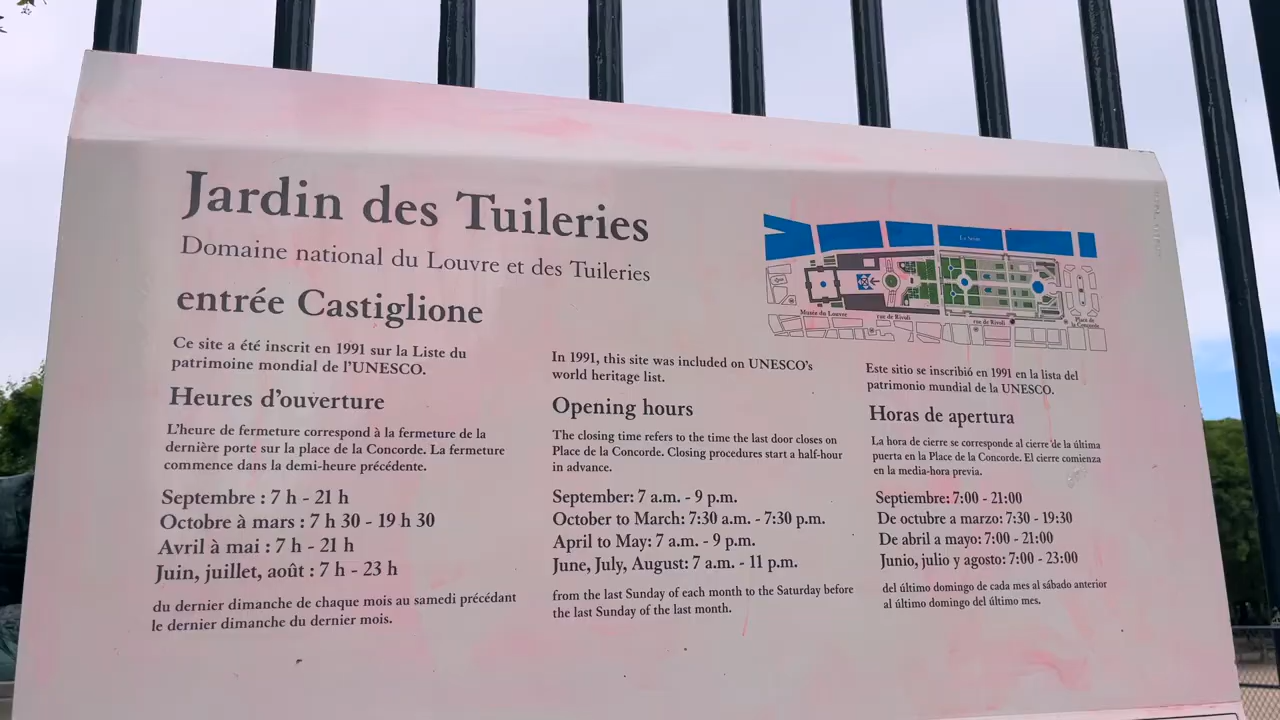 Jardin des Tuileries
Domaine national du Louvre et des Tuileries
entrée Castiglione
La Seine
Musée du Louvre
rue de Rivoli
rue de Rivoli
Place de
la Concorde
Ce site a été inscrit en 1991 sur la Liste du
patrimoine mondial de l'UNESCO.
Heures d'ouverture
L'heure de fermeture correspond à la fermeture de la
dernière porte sur la place de la Concorde. La fermeture
commence dans la demi-heure précédente.
Septembre : 7 h - 21 h
Octobre à mars : 7 h 30 - 19 h 30
Avril à mai : 7 h - 21 h
Juin, juillet, août : 7 h - 23 h
du dernier dimanche de chaque mois au samedi précédant
le dernier dimanche du dernier mois.
In 1991, this site was included on UNESCO's
world heritage list.
Opening hours
The closing time refers to the time the last door closes on
Place de la Concorde. Closing procedures start a half-hour
in advance.
September: 7 a.m. - 9 p.m.
October to March: 7:30 a.m. - 7:30 p.m.
April to May: 7 a.m. - 9 p.m.
June, July, August: 7 a.m. - 11 p.m.
from the last Sunday of each month to the Saturday before
the last Sunday of the last month.
Este sitio se inscribió en 1991 en la lista del
patrimonio mundial de la UNESCO.
Horas de apertura
La hora de cierre se corresponde al cierre de la última
puerta en la Place de la Concorde. El cierre comienza
en la media-hora previa.
Septiembre: 7:00 - 21:00
De octubre a marzo: 7:30 - 19:30
De abril a mayo: 7:00 - 21:00
Junio, julio y agosto: 7:00 - 23:00
del último domingo de cada mes al sábado anterior
al último domingo del último mes.